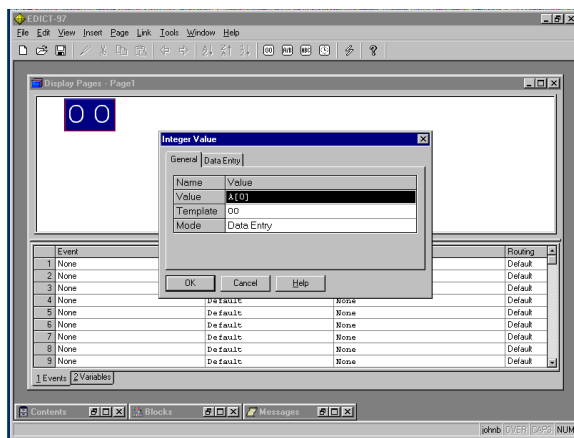 EDICT-97
File Edit View Insert Page Link Tools Window Help
Display Pages - Page1
00
Integer Value
General Data Entry
Name Value
Value A[0]
Template 00
Mode Data Entry
OK Cancel Help
Event Routing
1 None Default
2 None Default
3 None Default
4 None Default None Default
5 None Default None Default
6 None Default None Default
7 None Default None Default
8 None Default None Default
9 None Default None Default
1 Events 2 Variables
Contents Blocks Messages
johnb OVER CAPS NUM